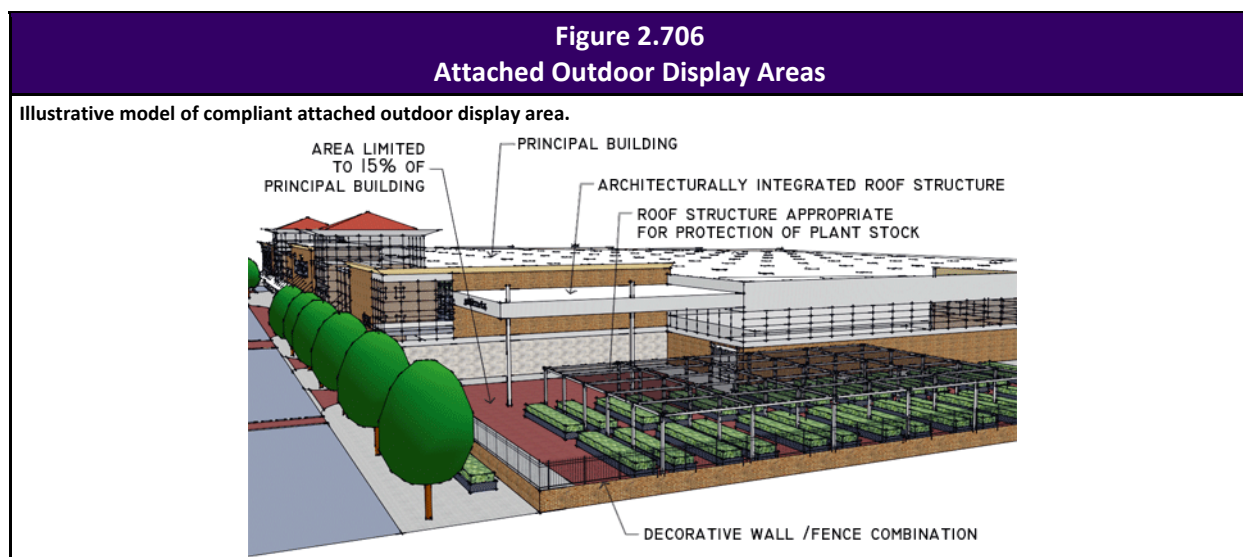 Figure 2.706
Attached Outdoor Display Areas
Illustrative model of compliant attached outdoor display area.
AREA LIMITED
TO 15% OF
PRINCIPAL BUILDING
PRINCIPAL BUILDING
ARCHITECTURALLY INTEGRATED ROOF STRUCTURE
ROOF STRUCTURE APPROPRIATE
FOR PROTECTION OF PLANT STOCK
DECORATIVE WALL /FENCE COMBINATION